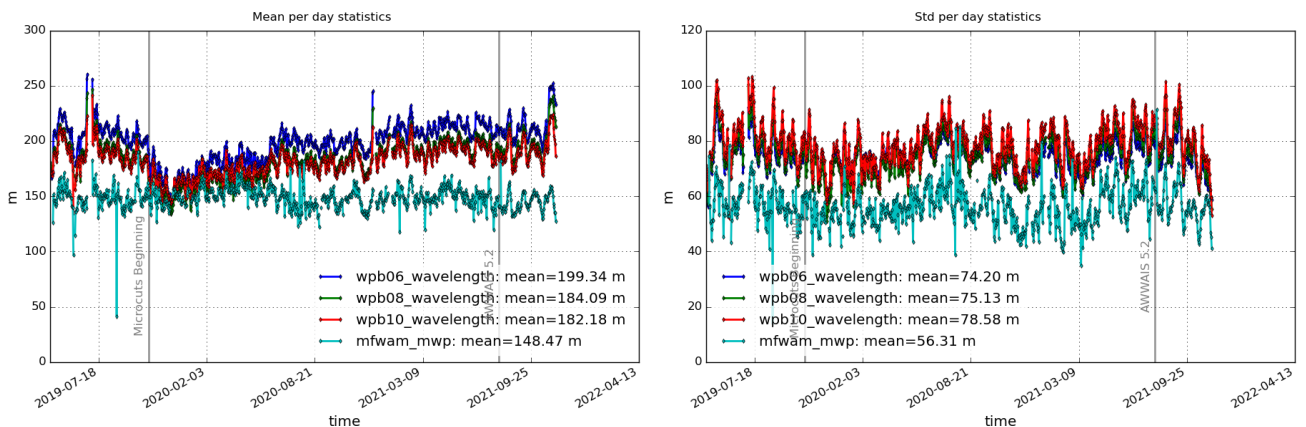 Mean per day statistics
300
250
200
150
100
50
0
m
Microcuts Beginning
AWWAIS 5.2
wpb06_wavelength: mean=199.34 m
wpb08_wavelength: mean=184.09 m
wpb10_wavelength: mean=182.18 m
mfwam_mwp: mean=148.47 m
2019-07-18
2020-02-03
2020-08-21
2021-03-09
2021-09-25
2022-04-13
time
Std per day statistics
120
100
80
60
40
20
0
m
Microcuts Beginning
AWWAIS 5.2
wpb06_wavelength: mean=74.20 m
wpb08_wavelength: mean=75.13 m
wpb10_wavelength: mean=78.58 m
mfwam_mwp: mean=56.31 m
2019-07-18
2020-02-03
2020-08-21
2021-03-09
2021-09-25
2022-04-13
time